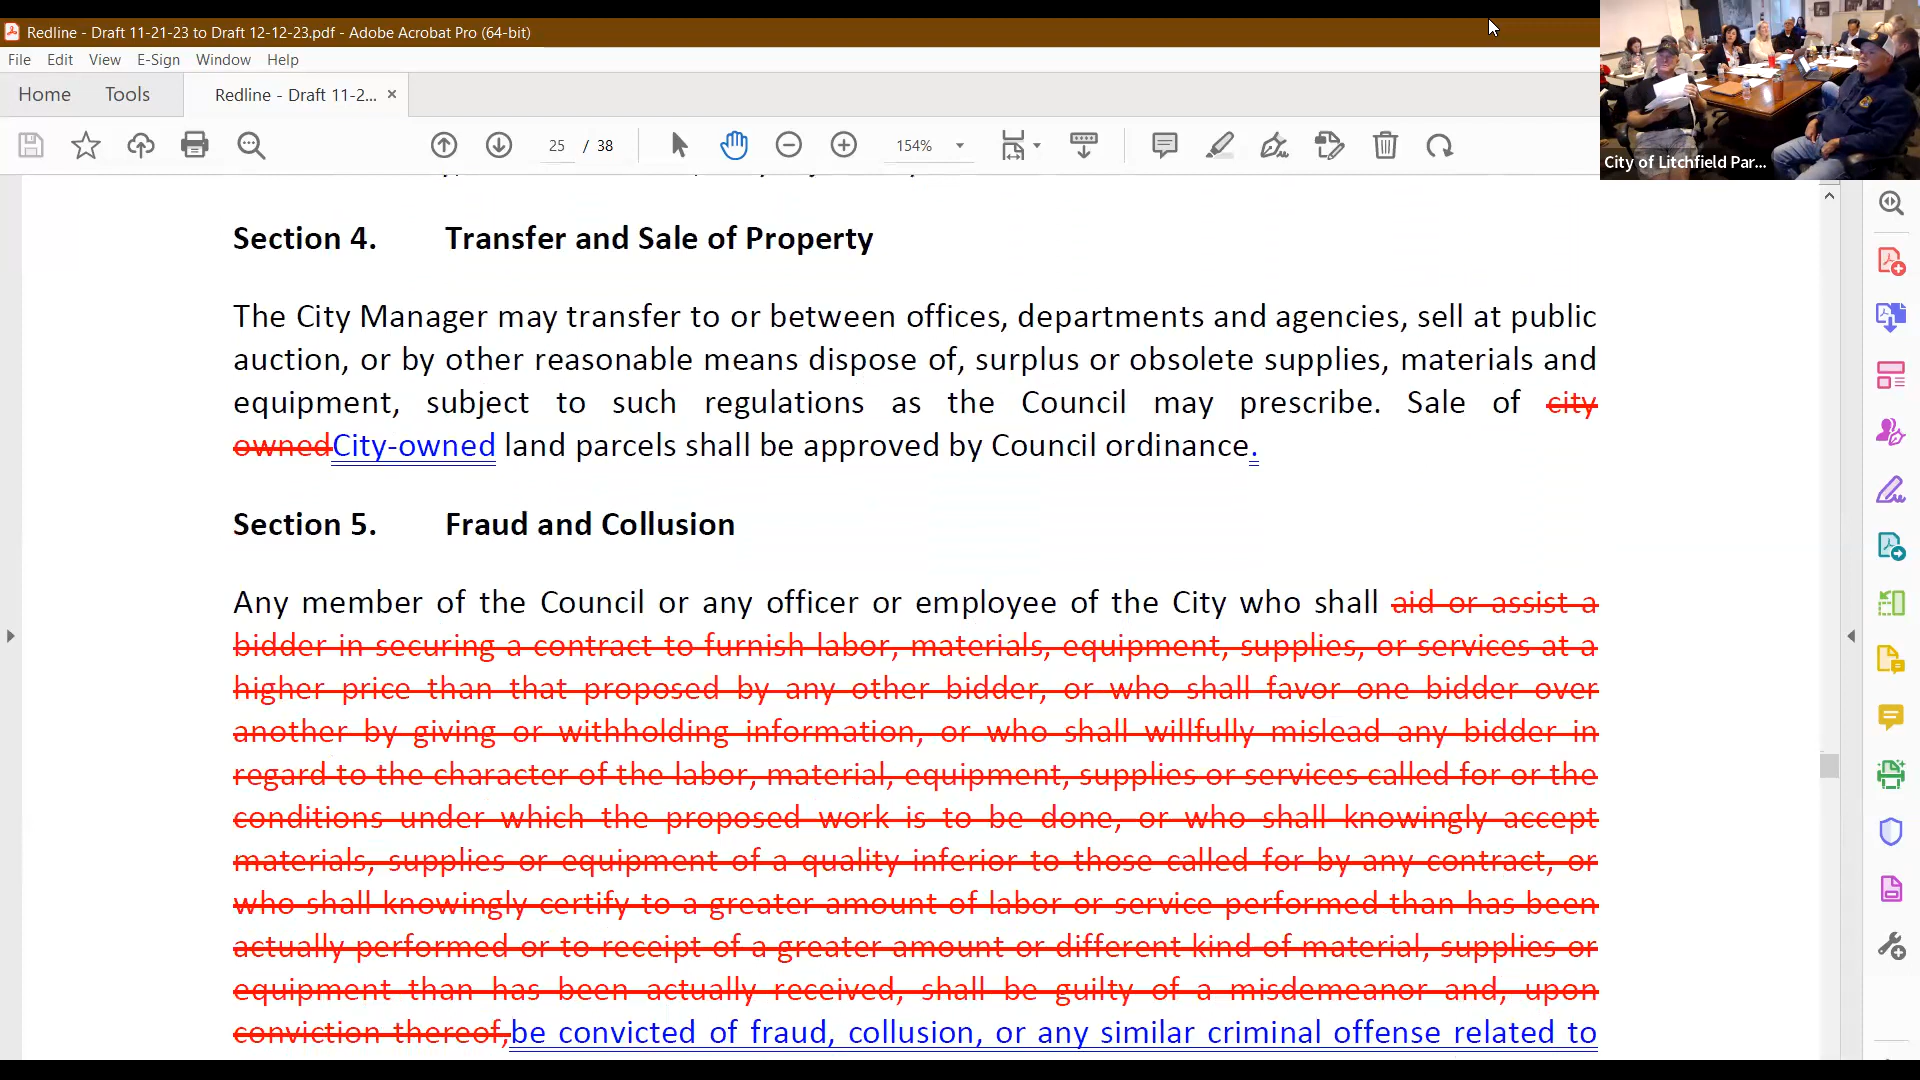 Redline - Draft 11-21-23 to Draft 12-12-23.pdf - Adobe Acrobat Pro (64-bit)
File Edit View E-Sign Window Help
Home Tools Redline - Draft 11-2... ×
25 / 38 154%
City of Litchfield Par...
Section 4. Transfer and Sale of Property
The City Manager may transfer to or between offices, departments and agencies, sell at public
auction, or by other reasonable means dispose of, surplus or obsolete supplies, materials and
equipment, subject to such regulations as the Council may prescribe. Sale of city
ownedCity-owned land parcels shall be approved by Council ordinance.
Section 5. Fraud and Collusion
Any member of the Council or any officer or employee of the City who shall aid or assist a
bidder in securing a contract to furnish labor, materials, equipment, supplies, or services at a
higher price than that proposed by any other bidder, or who shall favor one bidder over
another by giving or withholding information, or who shall willfully mislead any bidder in
regard to the character of the labor, material, equipment, supplies or services called for or the
conditions under which the proposed work is to be done, or who shall knowingly accept
materials, supplies or equipment of a quality inferior to those called for by any contract, or
who shall knowingly certify to a greater amount of labor or service performed than has been
actually performed or to receipt of a greater amount or different kind of material, supplies or
equipment than has been actually received, shall be guilty of a misdemeanor and, upon
conviction thereof,be convicted of fraud, collusion, or any similar criminal offense related to